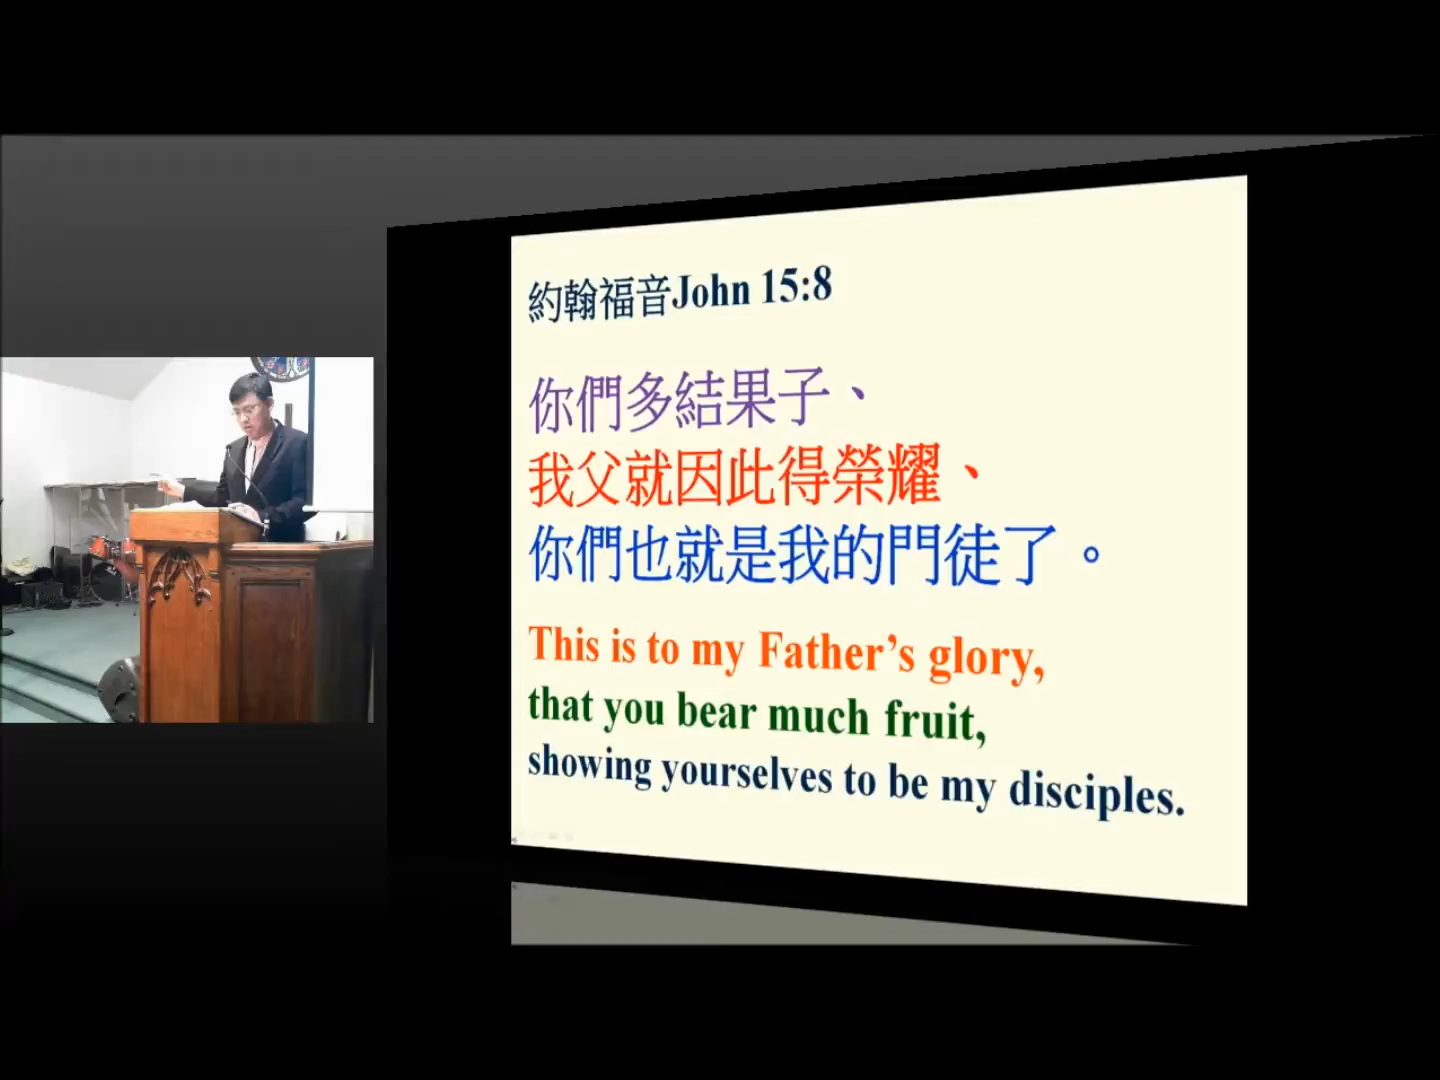 約翰福音John 15:8
你們多結果子、
我父就因此得榮耀、
你們也就是我的門徒了。
This is to my Father’s glory,
that you bear much fruit,
showing yourselves to be my disciples.